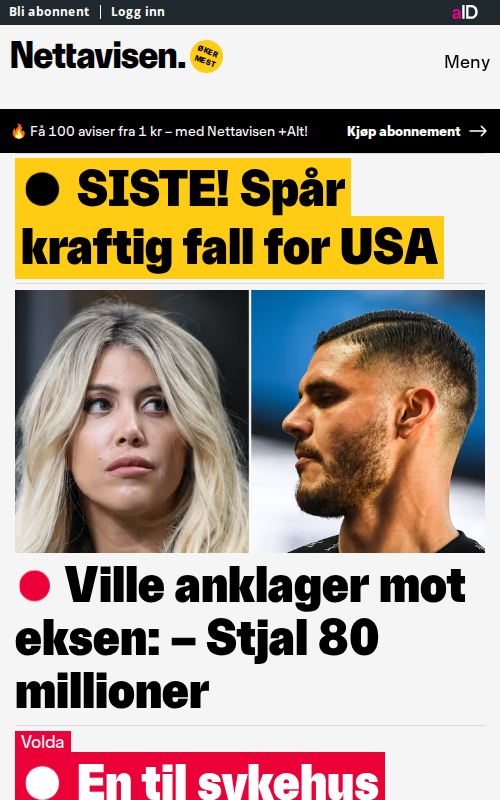 Bli abonnent | Logg inn
aID
Nettavisen.
ØKER
MEST
Meny
🔥 Få 100 aviser fra 1 kr – med Nettavisen +Alt!
Kjøp abonnement →
SISTE! Spår
kraftig fall for USA
Ville anklager mot
eksen: – Stjal 80
millioner
Volda
En til sykehus